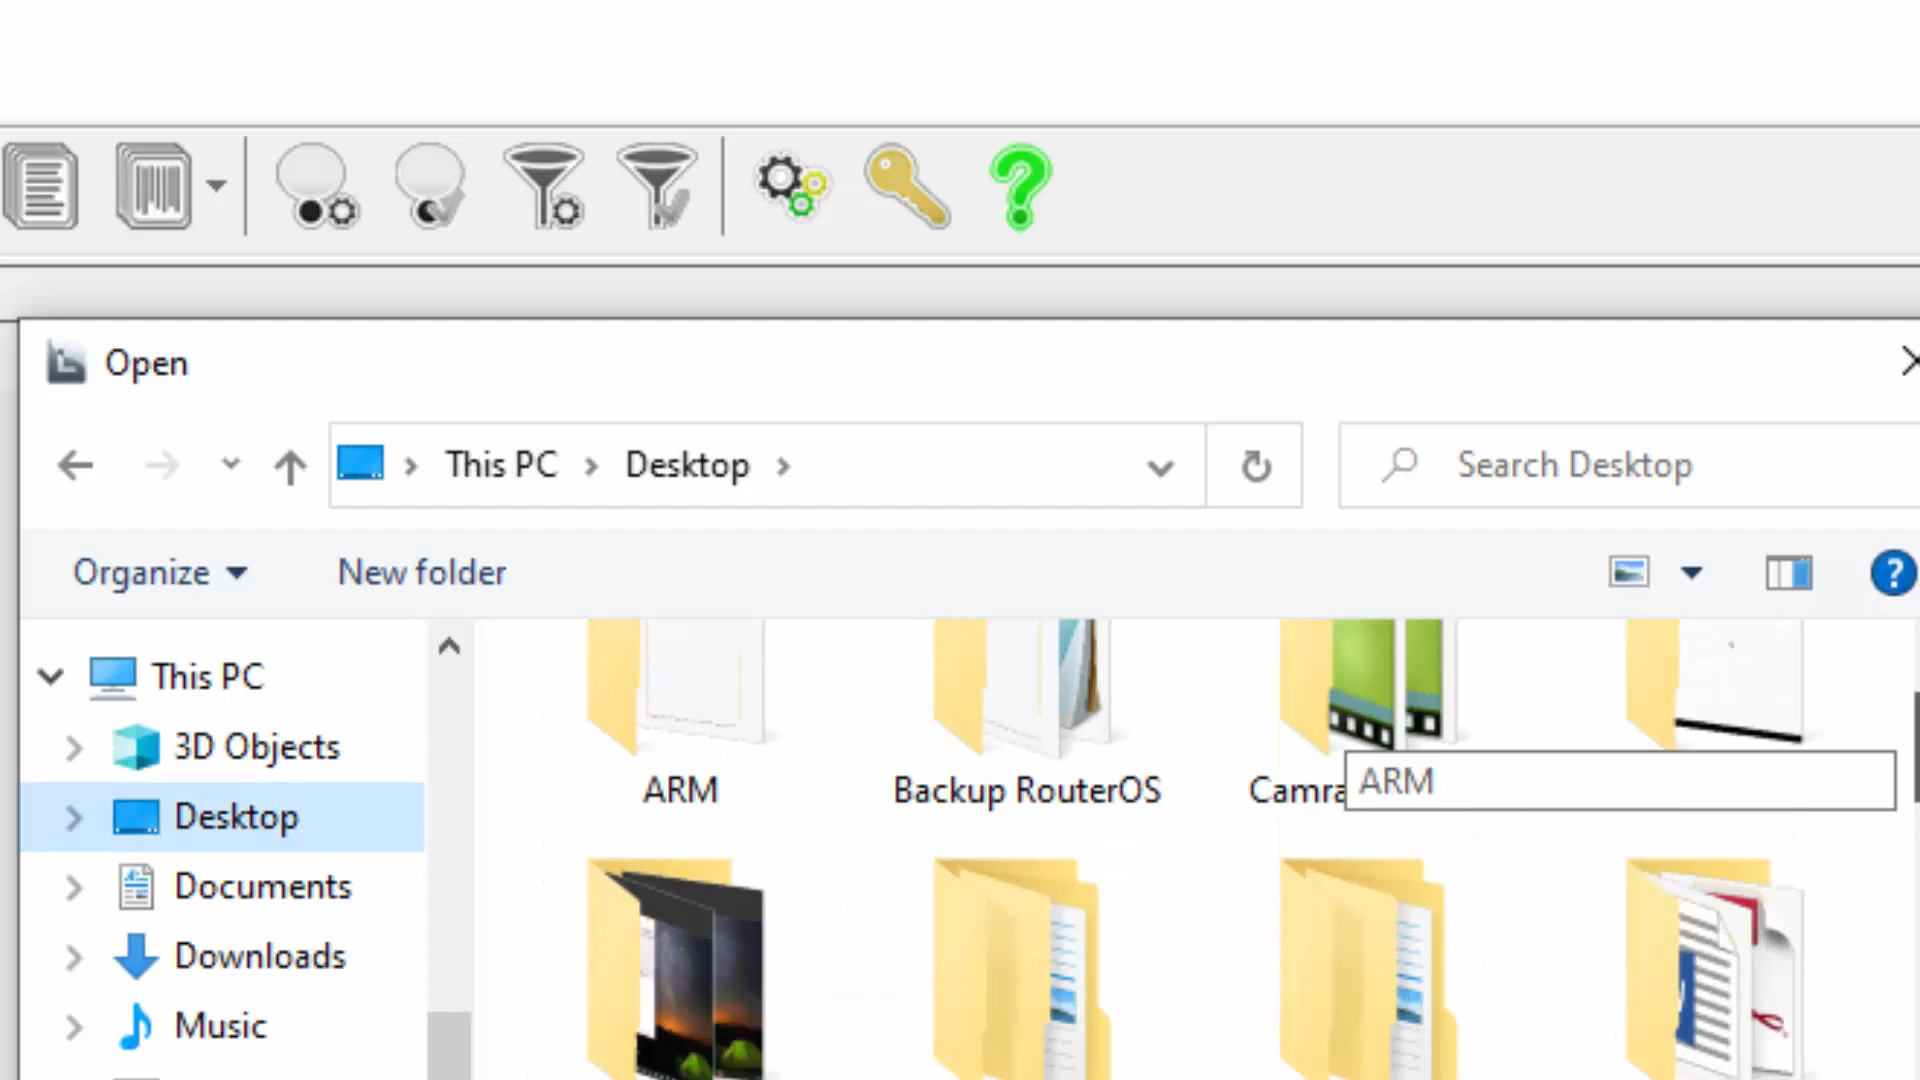 Open
This PC
Desktop
Search Desktop
Organize
New folder
This PC
3D Objects
Desktop
Documents
Downloads
Music
ARM
Backup RouterOS
Camra
ARM